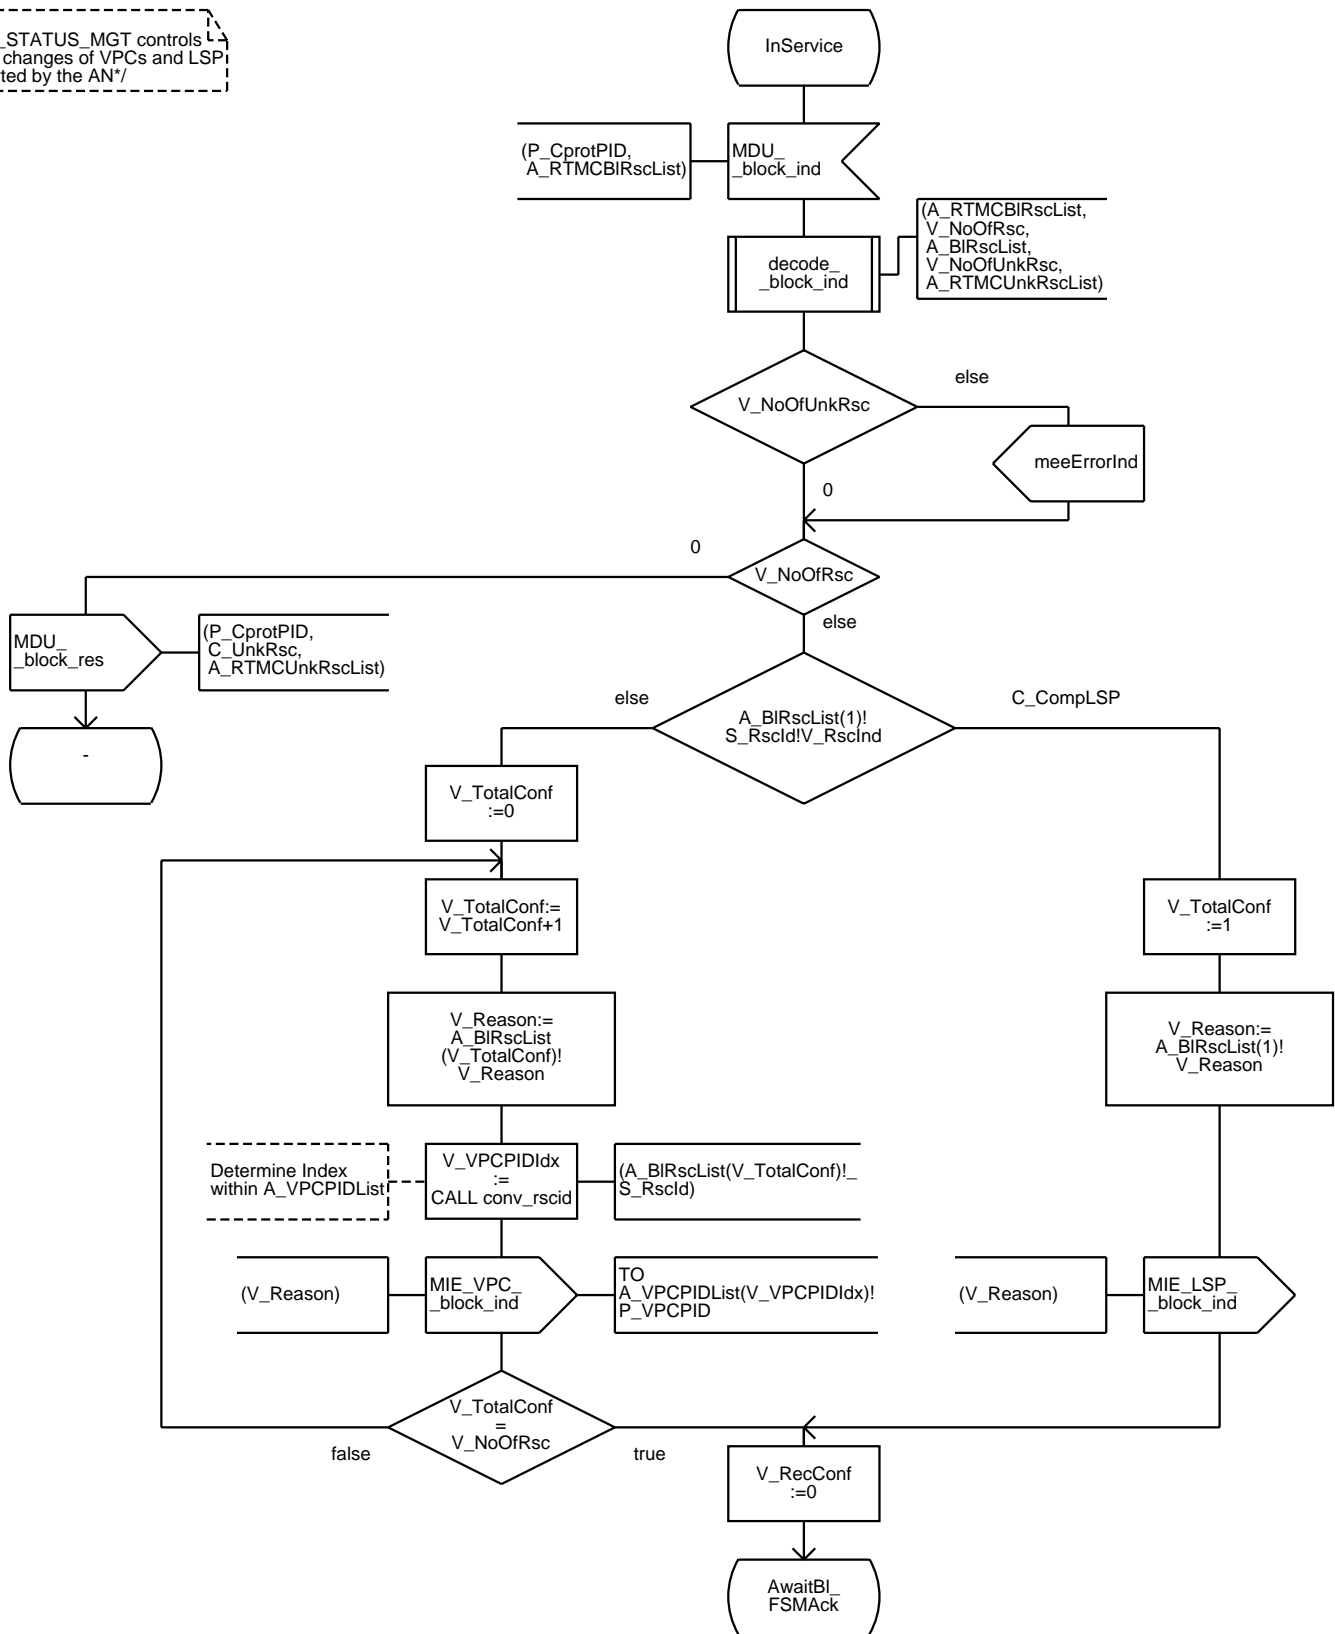 _STATUS_MGT controls
changes of VPCs and LSP
ted by the AN*/
InService
(P_CprotPID,
A_RTMCBlRscList)
MDU_
_block_ind
decode_
_block_ind
(A_RTMCBlRscList,
V_NoOfRsc,
A_BlRscList,
V_NoOfUnkRsc,
A_RTMCUnkRscList)
V_NoOfUnkRsc
else
meeErrorInd
0
0
V_NoOfRsc
else
MDU_
_block_res
(P_CprotPID,
C_UnkRsc,
A_RTMCUnkRscList)
-
else
A_BlRscList(1)!
S_RscId!V_RscInd
C_CompLSP
V_TotalConf
:=0
V_TotalConf:=
V_TotalConf+1
V_TotalConf
:=1
V_Reason:=
A_BlRscList
(V_TotalConf)!
V_Reason
V_Reason:=
A_BlRscList(1)!
V_Reason
Determine Index
within A_VPCPIDList
V_VPCPIDIdx
:=
CALL conv_rscid
(A_BlRscList(V_TotalConf)!_
S_RscId)
(V_Reason)
MIE_VPC_
_block_ind
TO
A_VPCPIDList(V_VPCPIDIdx)!
P_VPCPID
(V_Reason)
MIE_LSP_
_block_ind
V_TotalConf
=
V_NoOfRsc
false
true
V_RecConf
:=0
AwaitBl_
FSMAck